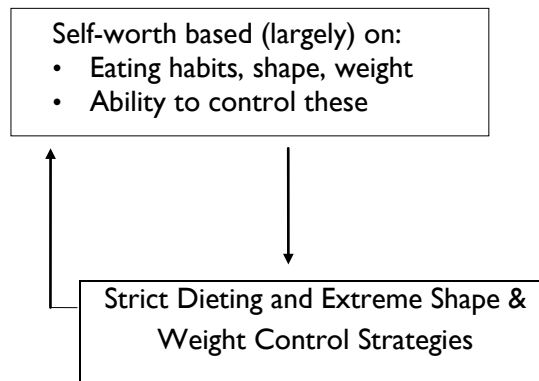 Self-worth based (largely) on:
• Eating habits, shape, weight
• Ability to control these
Strict Dieting and Extreme Shape &
Weight Control Strategies